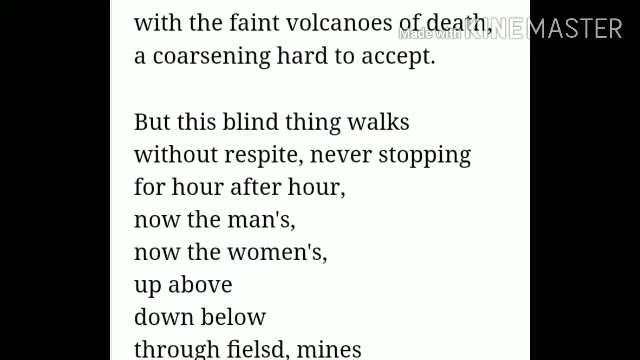 with the faint volcanoes of death,
Made with KINEMASTER
a coarsening hard to accept.
But this blind thing walks
without respite, never stopping
for hour after hour,
now the man's,
now the women's,
up above
down below
through fielsd, mines